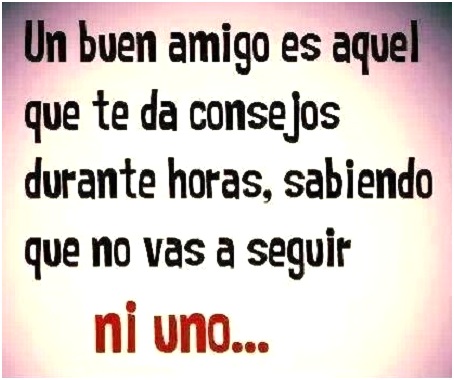 Un buen amigo es aquel
que te da consejos
durante horas, sabiendo
que no vas a seguir
ni uno...